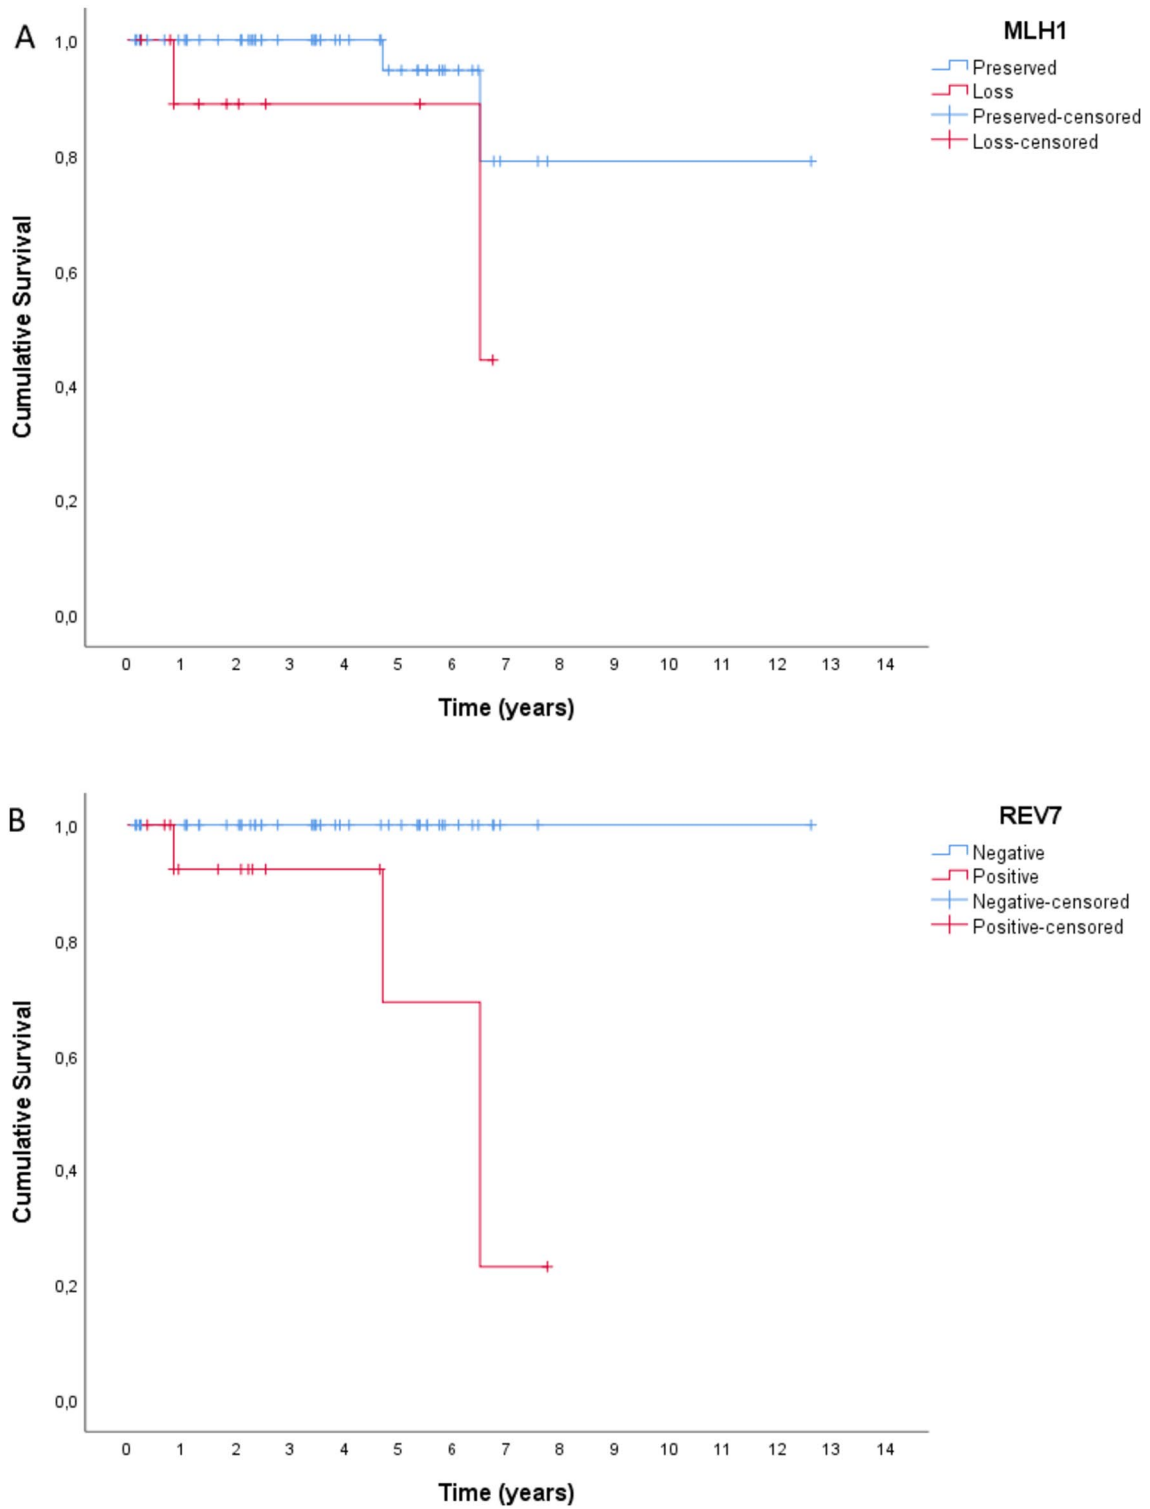 A
MLH1
Preserved
Loss
Preserved-censored
Loss-censored
Cumulative Survival
1,0
0,8
0,6
0,4
0,2
0,0
0 1 2 3 4 5 6 7 8 9 10 11 12 13 14
Time (years)
B
REV7
Negative
Positive
Negative-censored
Positive-censored
Cumulative Survival
1,0
0,8
0,6
0,4
0,2
0,0
0 1 2 3 4 5 6 7 8 9 10 11 12 13 14
Time (years)